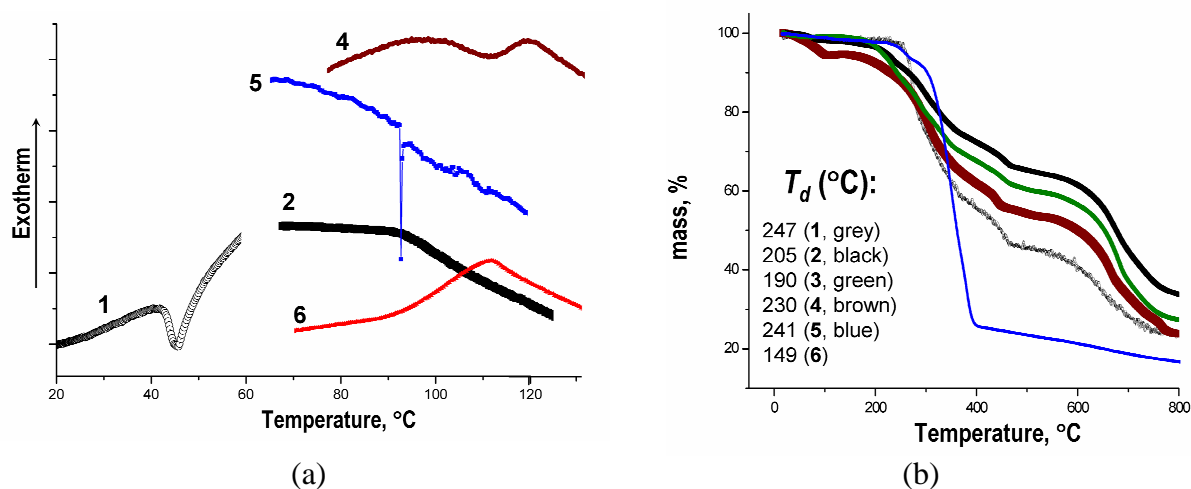 Exotherm
4
5
2
1
6
20 40 60 80 100 120
Temperature, °C
(a)
mass, %
100
80
60
40
20
T_d (°C):
247 (1, grey)
205 (2, black)
190 (3, green)
230 (4, brown)
241 (5, blue)
149 (6)
0 200 400 600 800
Temperature, °C
(b)